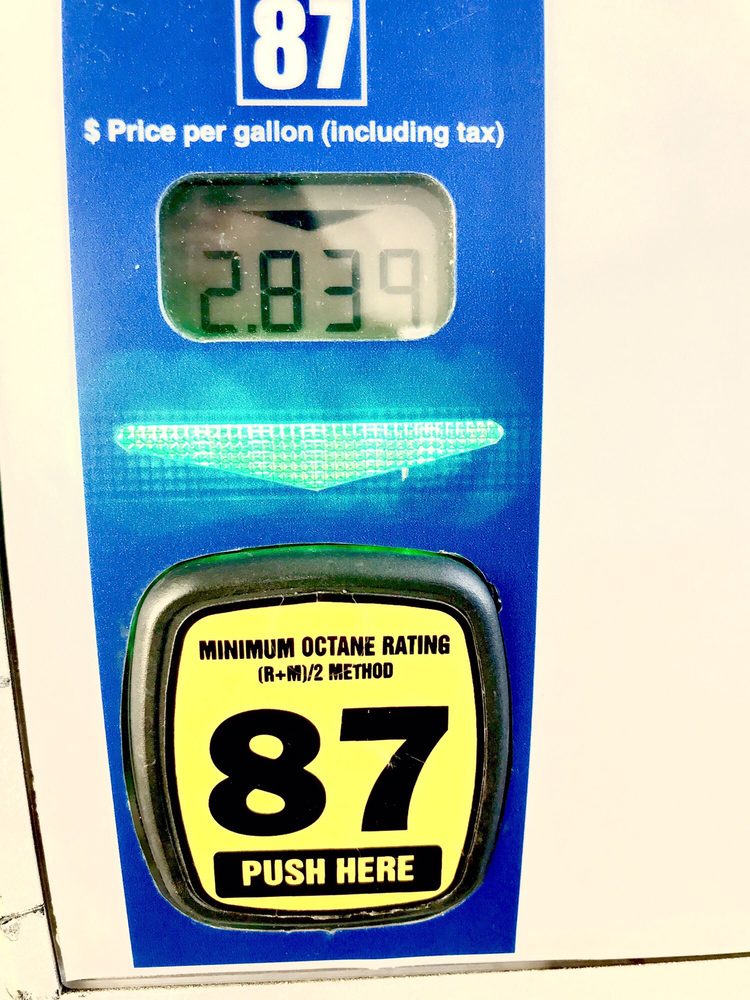 87
$ Price per gallon (including tax)
2.839
MINIMUM OCTANE RATING
(R+M)/2 METHOD
87
PUSH HERE